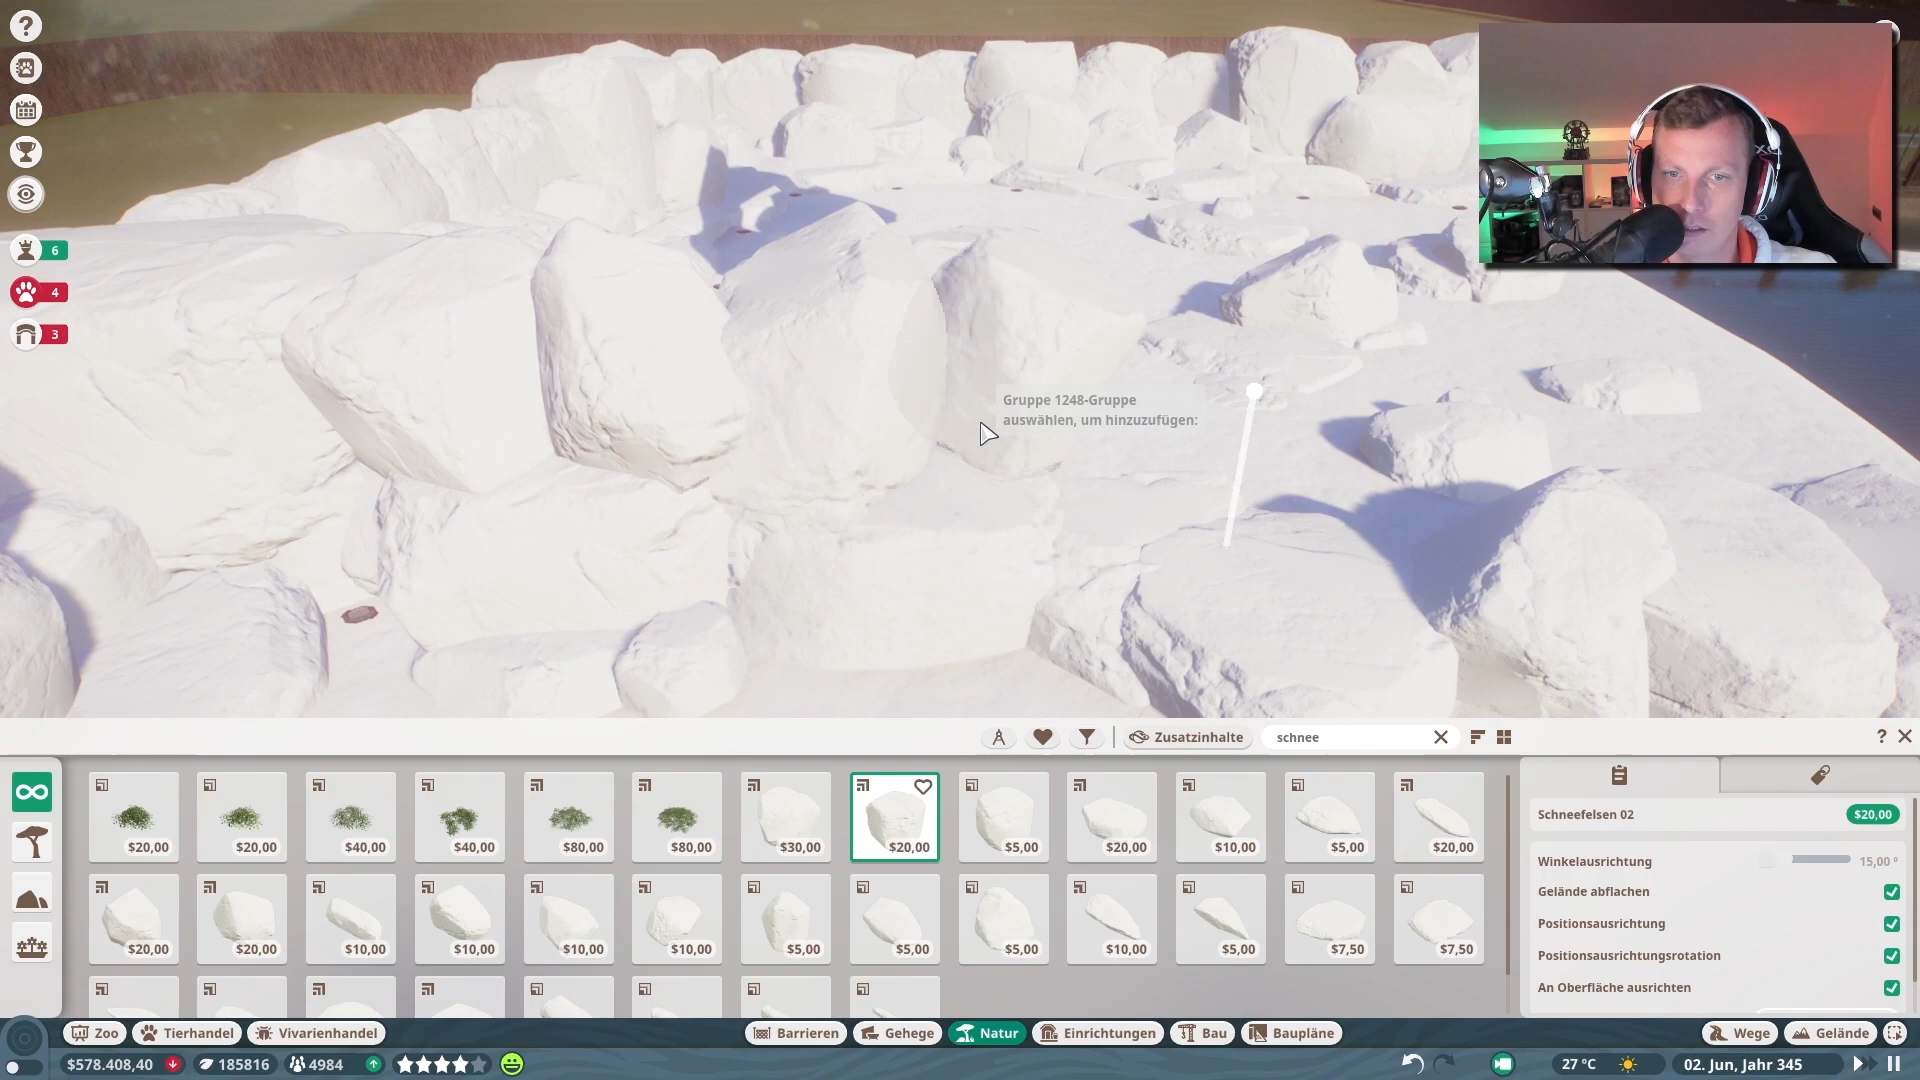 ?
6
4
3
Gruppe 1248-Gruppe
auswählen, um hinzuzufügen:
Zusatzinhalte
schnee
?
$20,00 $20,00 $40,00 $40,00 $80,00 $80,00 $30,00 $20,00 $5,00 $20,00 $10,00 $5,00 $20,00
$20,00 $20,00 $10,00 $10,00 $10,00 $10,00 $5,00 $5,00 $5,00 $10,00 $5,00 $7,50 $7,50
Schneefelsen 02 $20,00
Winkelausrichtung 15,00 °
Gelände abflachen
Positionsausrichtung
Positionsausrichtungsrotation
An Oberfläche ausrichten
Zoo Tierhandel Vivarienhandel Barrieren Gehege Natur Einrichtungen Bau Baupläne Wege Gelände
$578.408,40 185816 4984 27 °C 02. Jun, Jahr 345